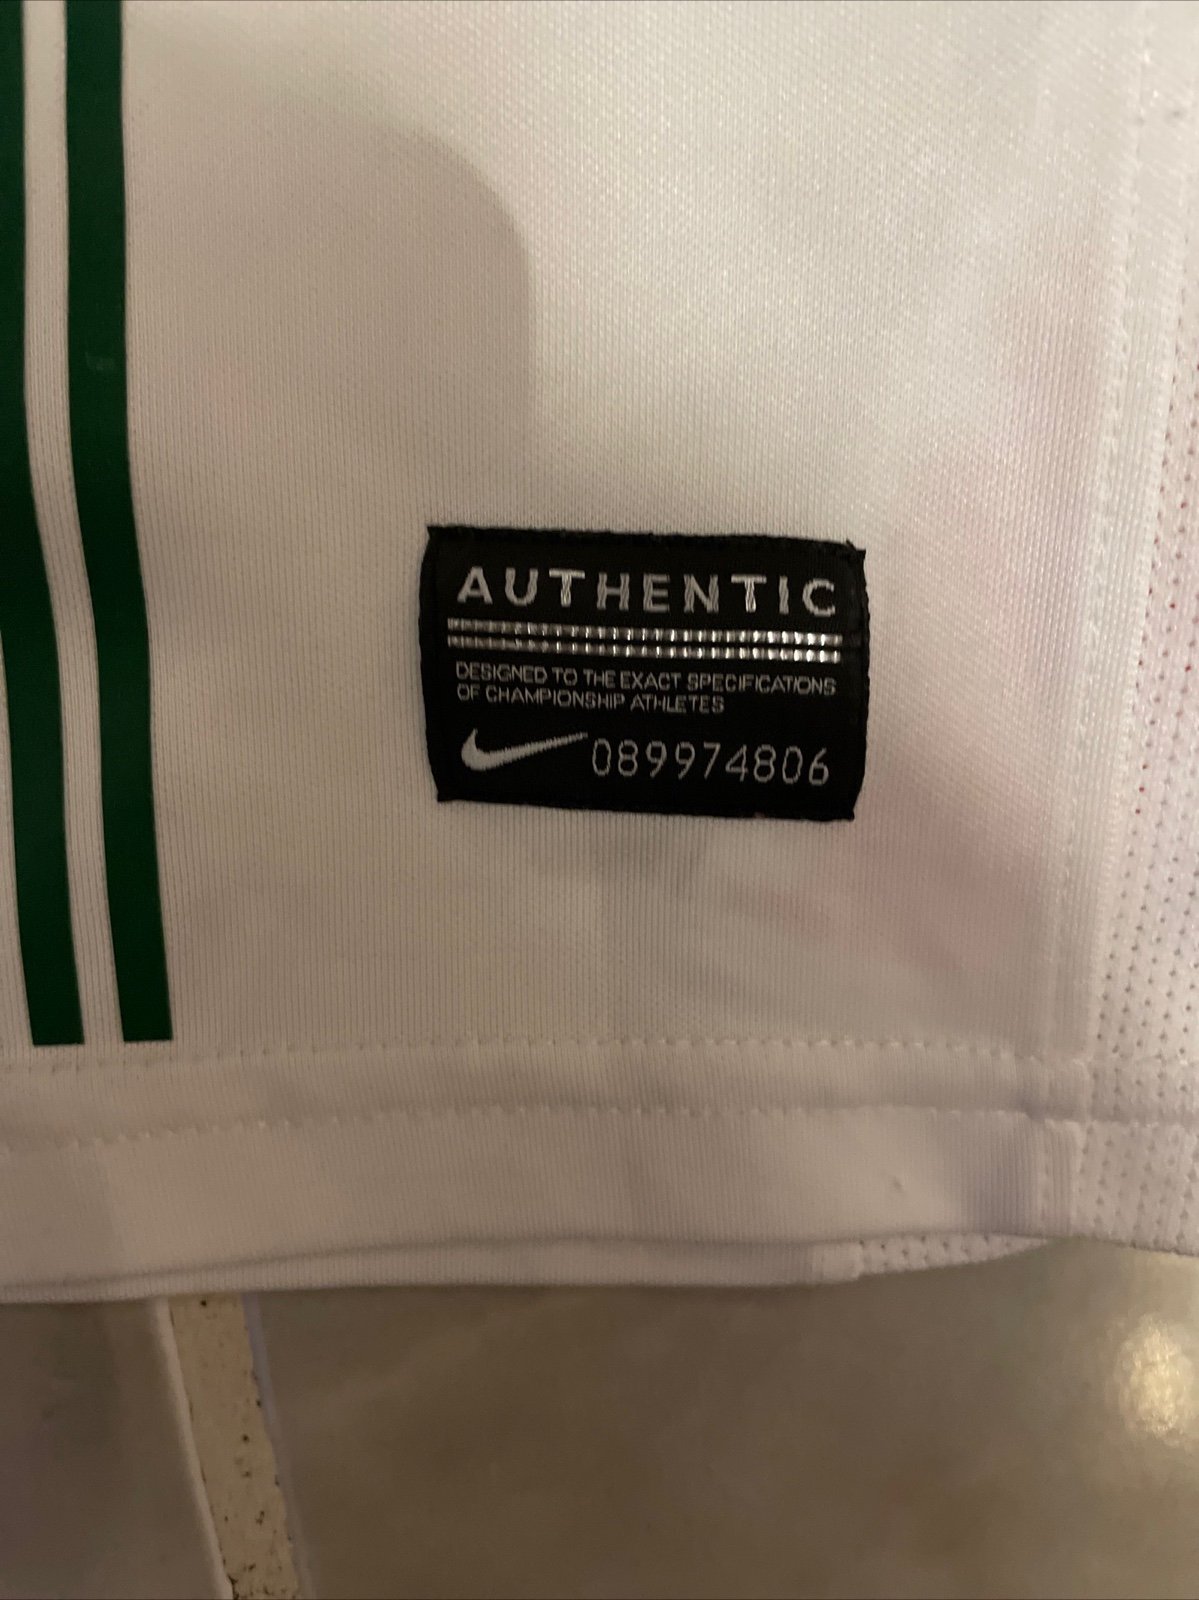 AUTHENTIC
DESIGNED TO THE EXACT SPECIFICATIONS
OF CHAMPIONSHIP ATHLETES
089974806